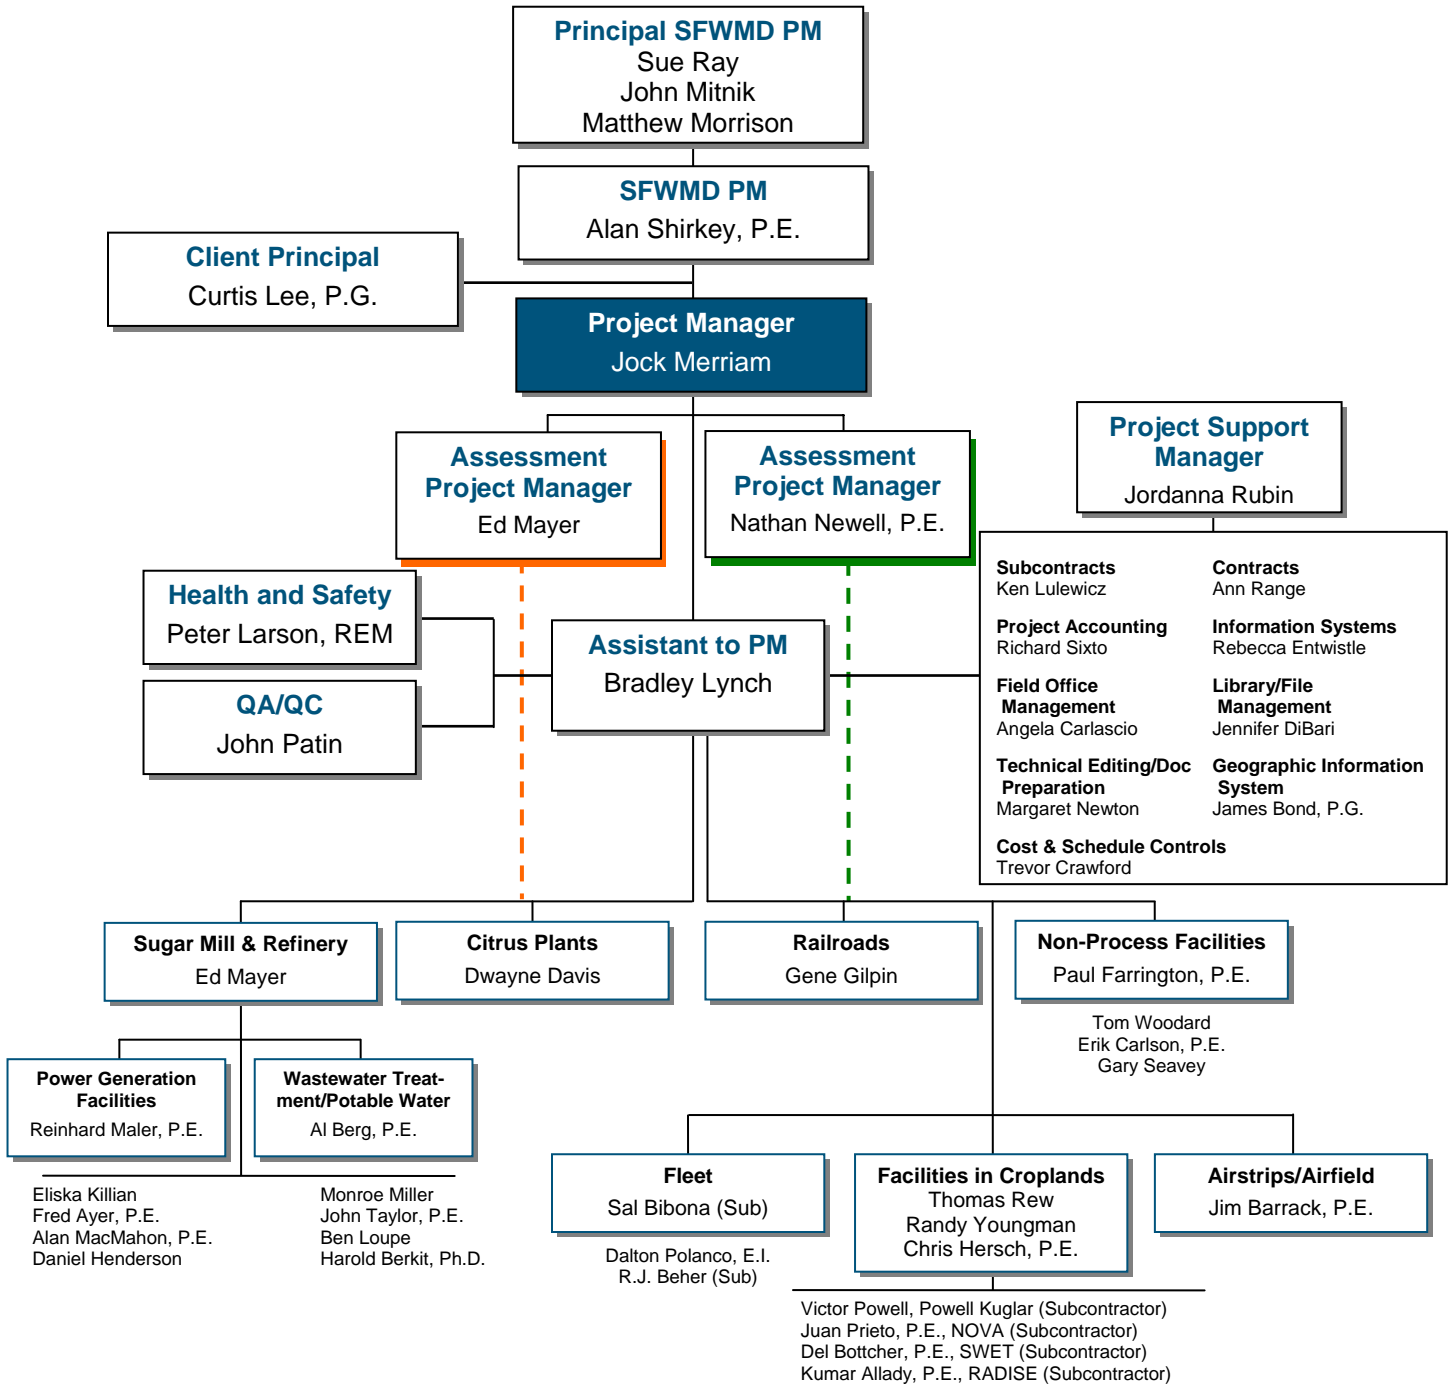 Principal SFWMD PM
Sue Ray
John Mitnik
Matthew Morrison
SFWMD PM
Alan Shirkey, P.E.
Client Principal
Curtis Lee, P.G.
Project Manager
Jock Merriam
Assessment
Project Manager
Ed Mayer
Assessment
Project Manager
Nathan Newell, P.E.
Project Support
Manager
Jordanna Rubin
Subcontracts
Ken Lulewicz
Contracts
Ann Range
Project Accounting
Richard Sixto
Information Systems
Rebecca Entwistle
Field Office
Management
Angela Carlascio
Library/File
Management
Jennifer DiBari
Technical Editing/Doc
Preparation
Margaret Newton
Geographic Information
System
James Bond, P.G.
Cost & Schedule Controls
Trevor Crawford
Health and Safety
Peter Larson, REM
QA/QC
John Patin
Assistant to PM
Bradley Lynch
Sugar Mill & Refinery
Ed Mayer
Citrus Plants
Dwayne Davis
Railroads
Gene Gilpin
Non-Process Facilities
Paul Farrington, P.E.
Tom Woodard
Erik Carlson, P.E.
Gary Seavey
Power Generation
Facilities
Reinhard Maler, P.E.
Wastewater Treat-
ment/Potable Water
Al Berg, P.E.
Eliska Killian
Fred Ayer, P.E.
Alan MacMahon, P.E.
Daniel Henderson
Monroe Miller
John Taylor, P.E.
Ben Loupe
Harold Berkit, Ph.D.
Fleet
Sal Bibona (Sub)
Dalton Polanco, E.I.
R.J. Beher (Sub)
Facilities in Croplands
Thomas Rew
Randy Youngman
Chris Hersch, P.E.
Airstrips/Airfield
Jim Barrack, P.E.
Victor Powell, Powell Kuglar (Subcontractor)
Juan Prieto, P.E., NOVA (Subcontractor)
Del Bottcher, P.E., SWET (Subcontractor)
Kumar Allady, P.E., RADISE (Subcontractor)